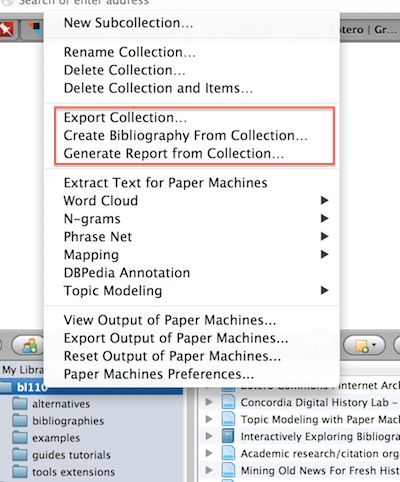 Search or enter address
New Subcollection...
otero | Gr...
Rename Collection...
Delete Collection...
Delete Collection and Items...
Export Collection...
Create Bibliography From Collection...
Generate Report from Collection...
Extract Text for Paper Machines
Word Cloud
N-grams
Phrase Net
Mapping
DBPedia Annotation
Topic Modeling
View Output of Paper Machines...
Export Output of Paper Machines...
Reset Output of Paper Machines...
Paper Machines Preferences...
My Libra
bl110
alternatives
bibliographies
examples
guides tutorials
tools extensions
Zotero Commons : Internet Arc
Concordia Digital History Lab -
Topic Modeling with Paper Mach
Interactively Exploring Bibliogra
Academic research/citation org
Mining Old News For Fresh Hist